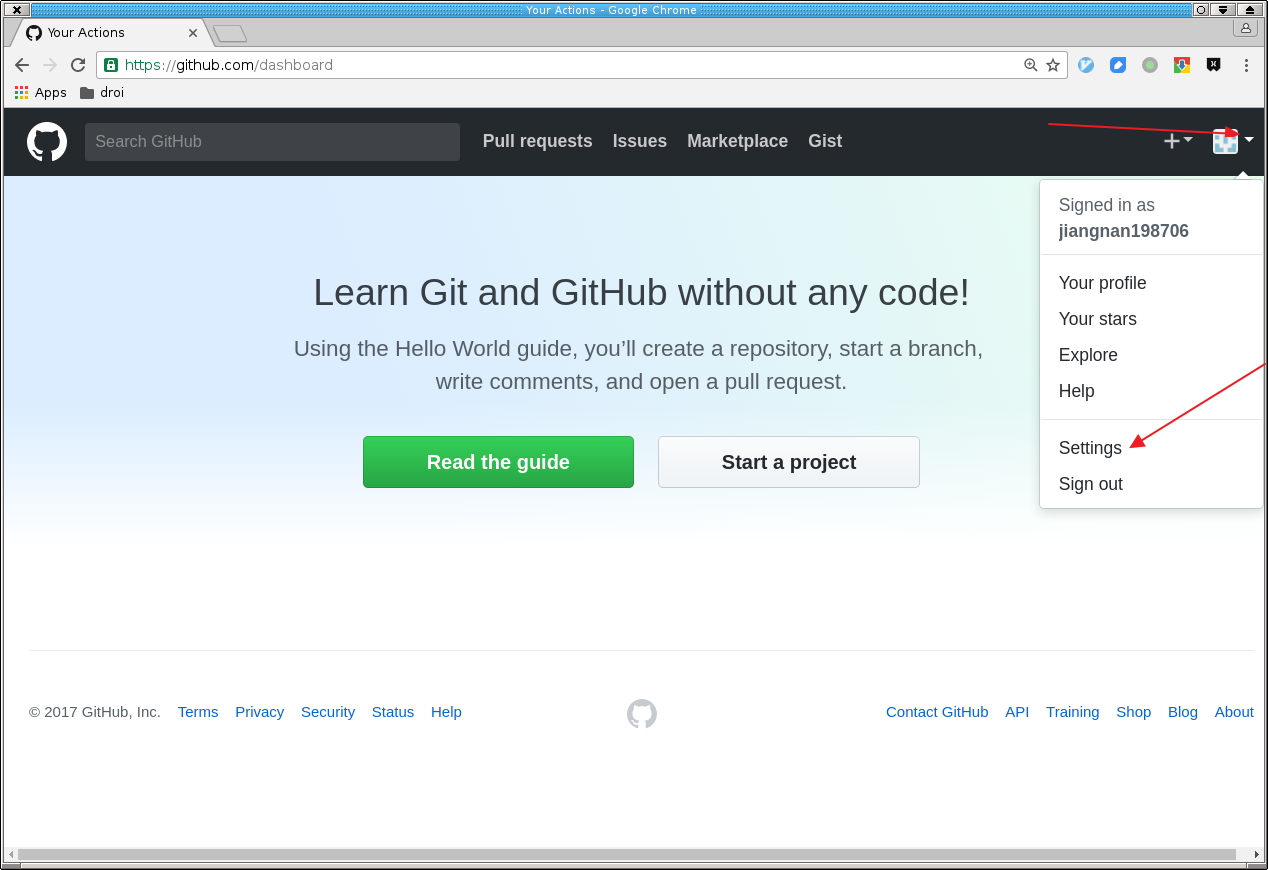 Your Actions - Google Chrome
Your Actions
https://github.com/dashboard
Apps droi
Search GitHub Pull requests Issues Marketplace Gist
Signed in as
jiangnan198706
Your profile
Your stars
Explore
Help
Settings
Sign out
Learn Git and GitHub without any code!
Using the Hello World guide, you’ll create a repository, start a branch,
write comments, and open a pull request.
Read the guide Start a project
© 2017 GitHub, Inc. Terms Privacy Security Status Help Contact GitHub API Training Shop Blog About